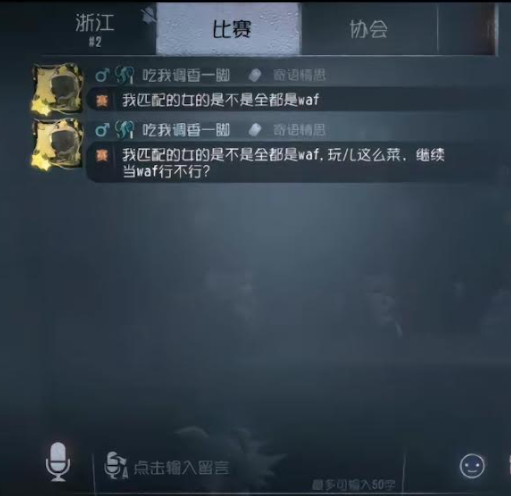 浙江
#2
比赛
协会
吃我调香一脚
寄语精思
赛
我匹配的女的是不是全都是waf
吃我调香一脚
寄语精思
赛
我匹配的女的是不是全都是waf,玩儿这么菜，继续
当waf行不行？
点击输入留言
最多可输入50字